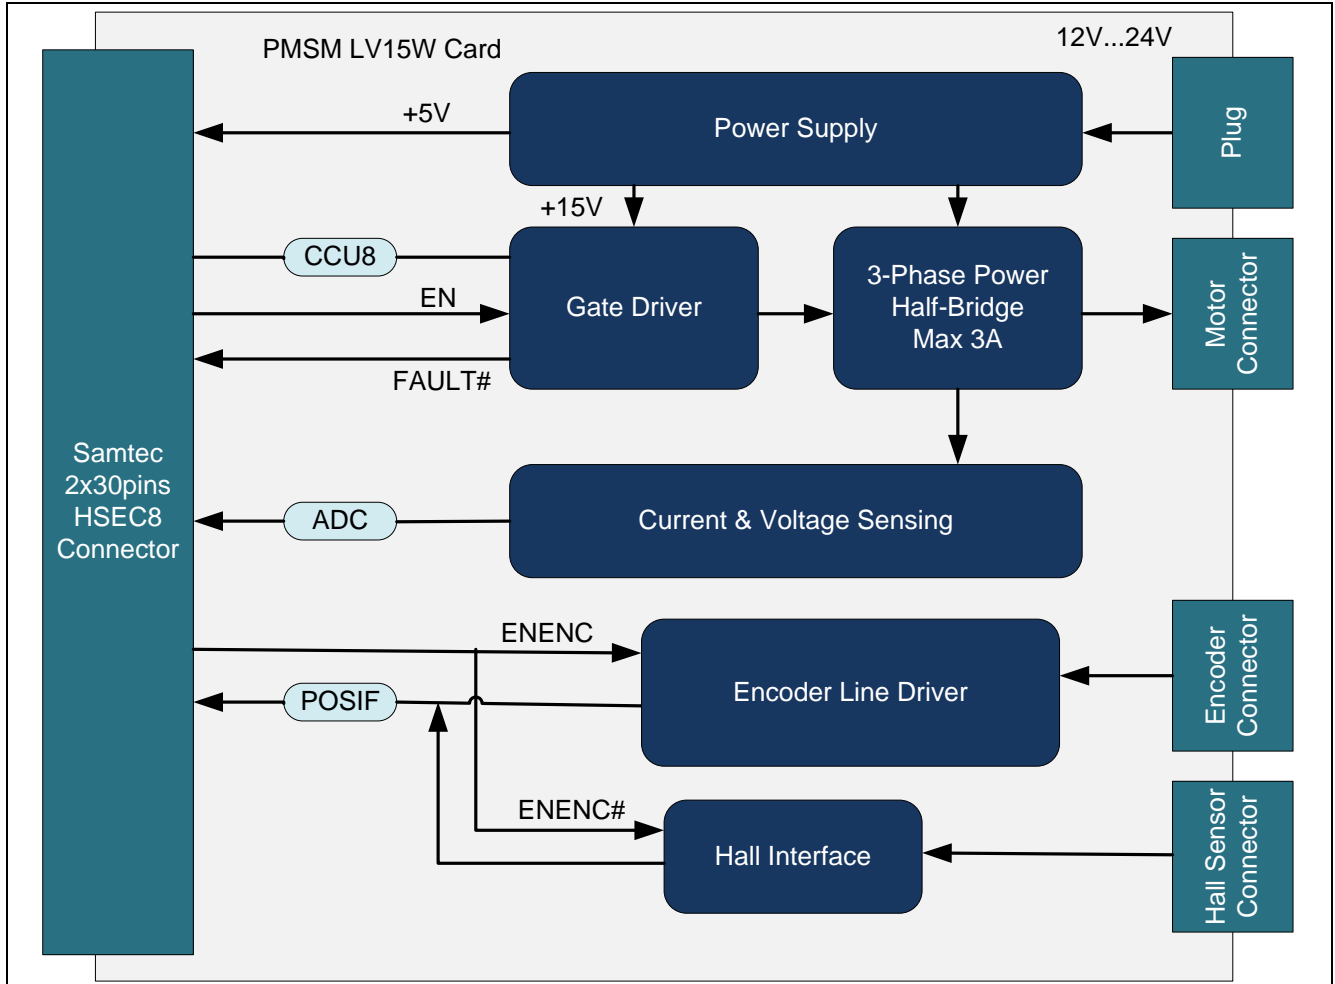 PMSM LV15W Card
12V...24V
+5V
Power Supply
Plug
+15V
CCU8
EN
FAULT#
Gate Driver
3-Phase Power
Half-Bridge
Max 3A
Motor
Connector
Samtec
2x30pins
HSEC8
Connector
ADC
Current & Voltage Sensing
ENENC
POSIF
Encoder Line Driver
Encoder
Connector
ENENC#
Hall Interface
Hall Sensor
Connector